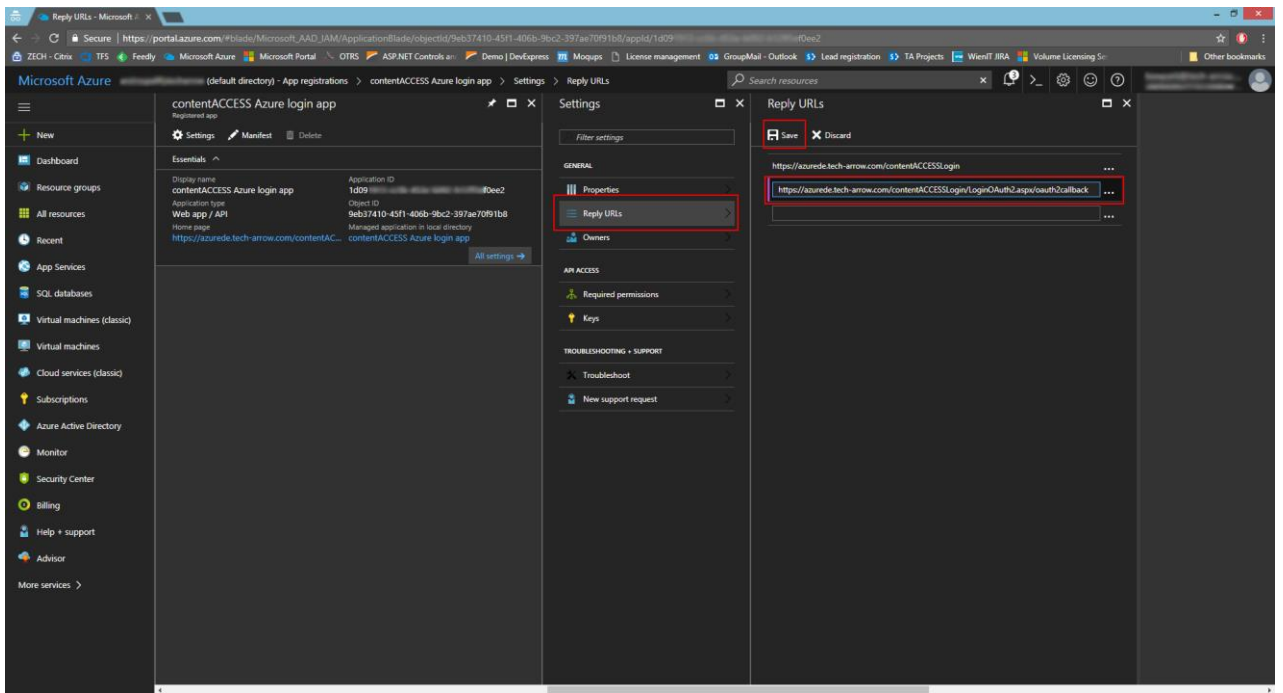 Reply URLs - Microsoft A
Secure | https://portal.azure.com/#blade/Microsoft_AAD_IAM/ApplicationBlade/objectId/9eb37410-45f1-406b-9bc2-397ae70f91b8/appId/1d09 f0ee2
ZECH - Citrix TFS Feedly Microsoft Azure Microsoft Portal OTRS ASP.NET Controls an Demo | DevExpress Moqups License management GroupMail - Outlook Lead registration TA Projects WienIT JIRA Volume Licensing Se Other bookmarks
Microsoft Azure (default directory) - App registrations > contentACCESS Azure login app > Settings > Reply URLs Search resources
contentACCESS Azure login app
Registered app
Settings Manifest Delete
Essentials
Display name
contentACCESS Azure login app
Application ID
1d09 f0ee2
Application type
Web app / API
Object ID
9eb37410-45f1-406b-9bc2-397ae70f91b8
Home page
https://azurede.tech-arrow.com/contentAC...
Managed application in local directory
contentACCESS Azure login app
All settings →
New
Dashboard
Resource groups
All resources
Recent
App Services
SQL databases
Virtual machines (classic)
Virtual machines
Cloud services (classic)
Subscriptions
Azure Active Directory
Monitor
Security Center
Billing
Help + support
Advisor
More services >
Settings
Filter settings
GENERAL
Properties
Reply URLs
Owners
API ACCESS
Required permissions
Keys
TROUBLESHOOTING + SUPPORT
Troubleshoot
New support request
Reply URLs
Save Discard
https://azurede.tech-arrow.com/contentACCESSLogin ...
https://azurede.tech-arrow.com/contentACCESSLogin/LoginOAuth2.aspx/oauth2callback ...
...